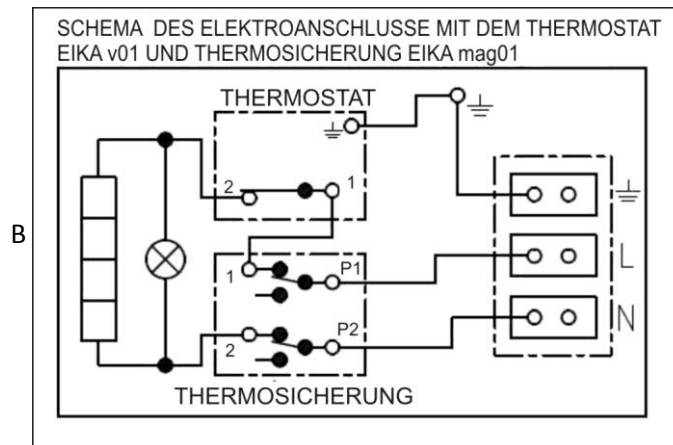 SCHEMA DES ELEKTROANSCHLUSSE MIT DEM THERMOSTAT
EIKA v01 UND THERMOSICHERUNG EIKA mag01
THERMOSTAT
2
1
B
1
P1
L
2
P2
N
THERMOSICHERUNG